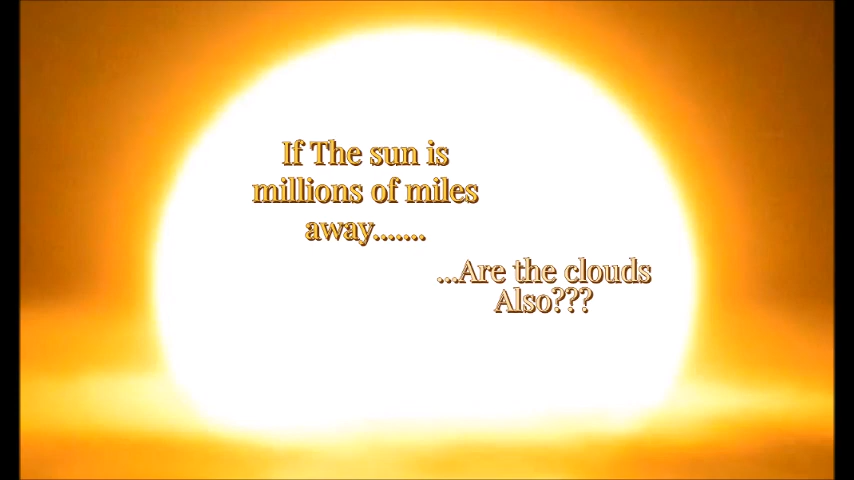 If The sun is
millions of miles
away.......
...Are the clouds
Also???